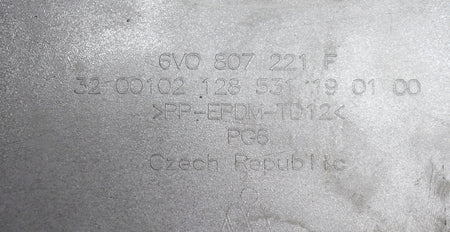 6V0 807 221 F
32 00102 128 531 119 01 00
>PP-EPDM-TD12<
PG6
Czech Republic